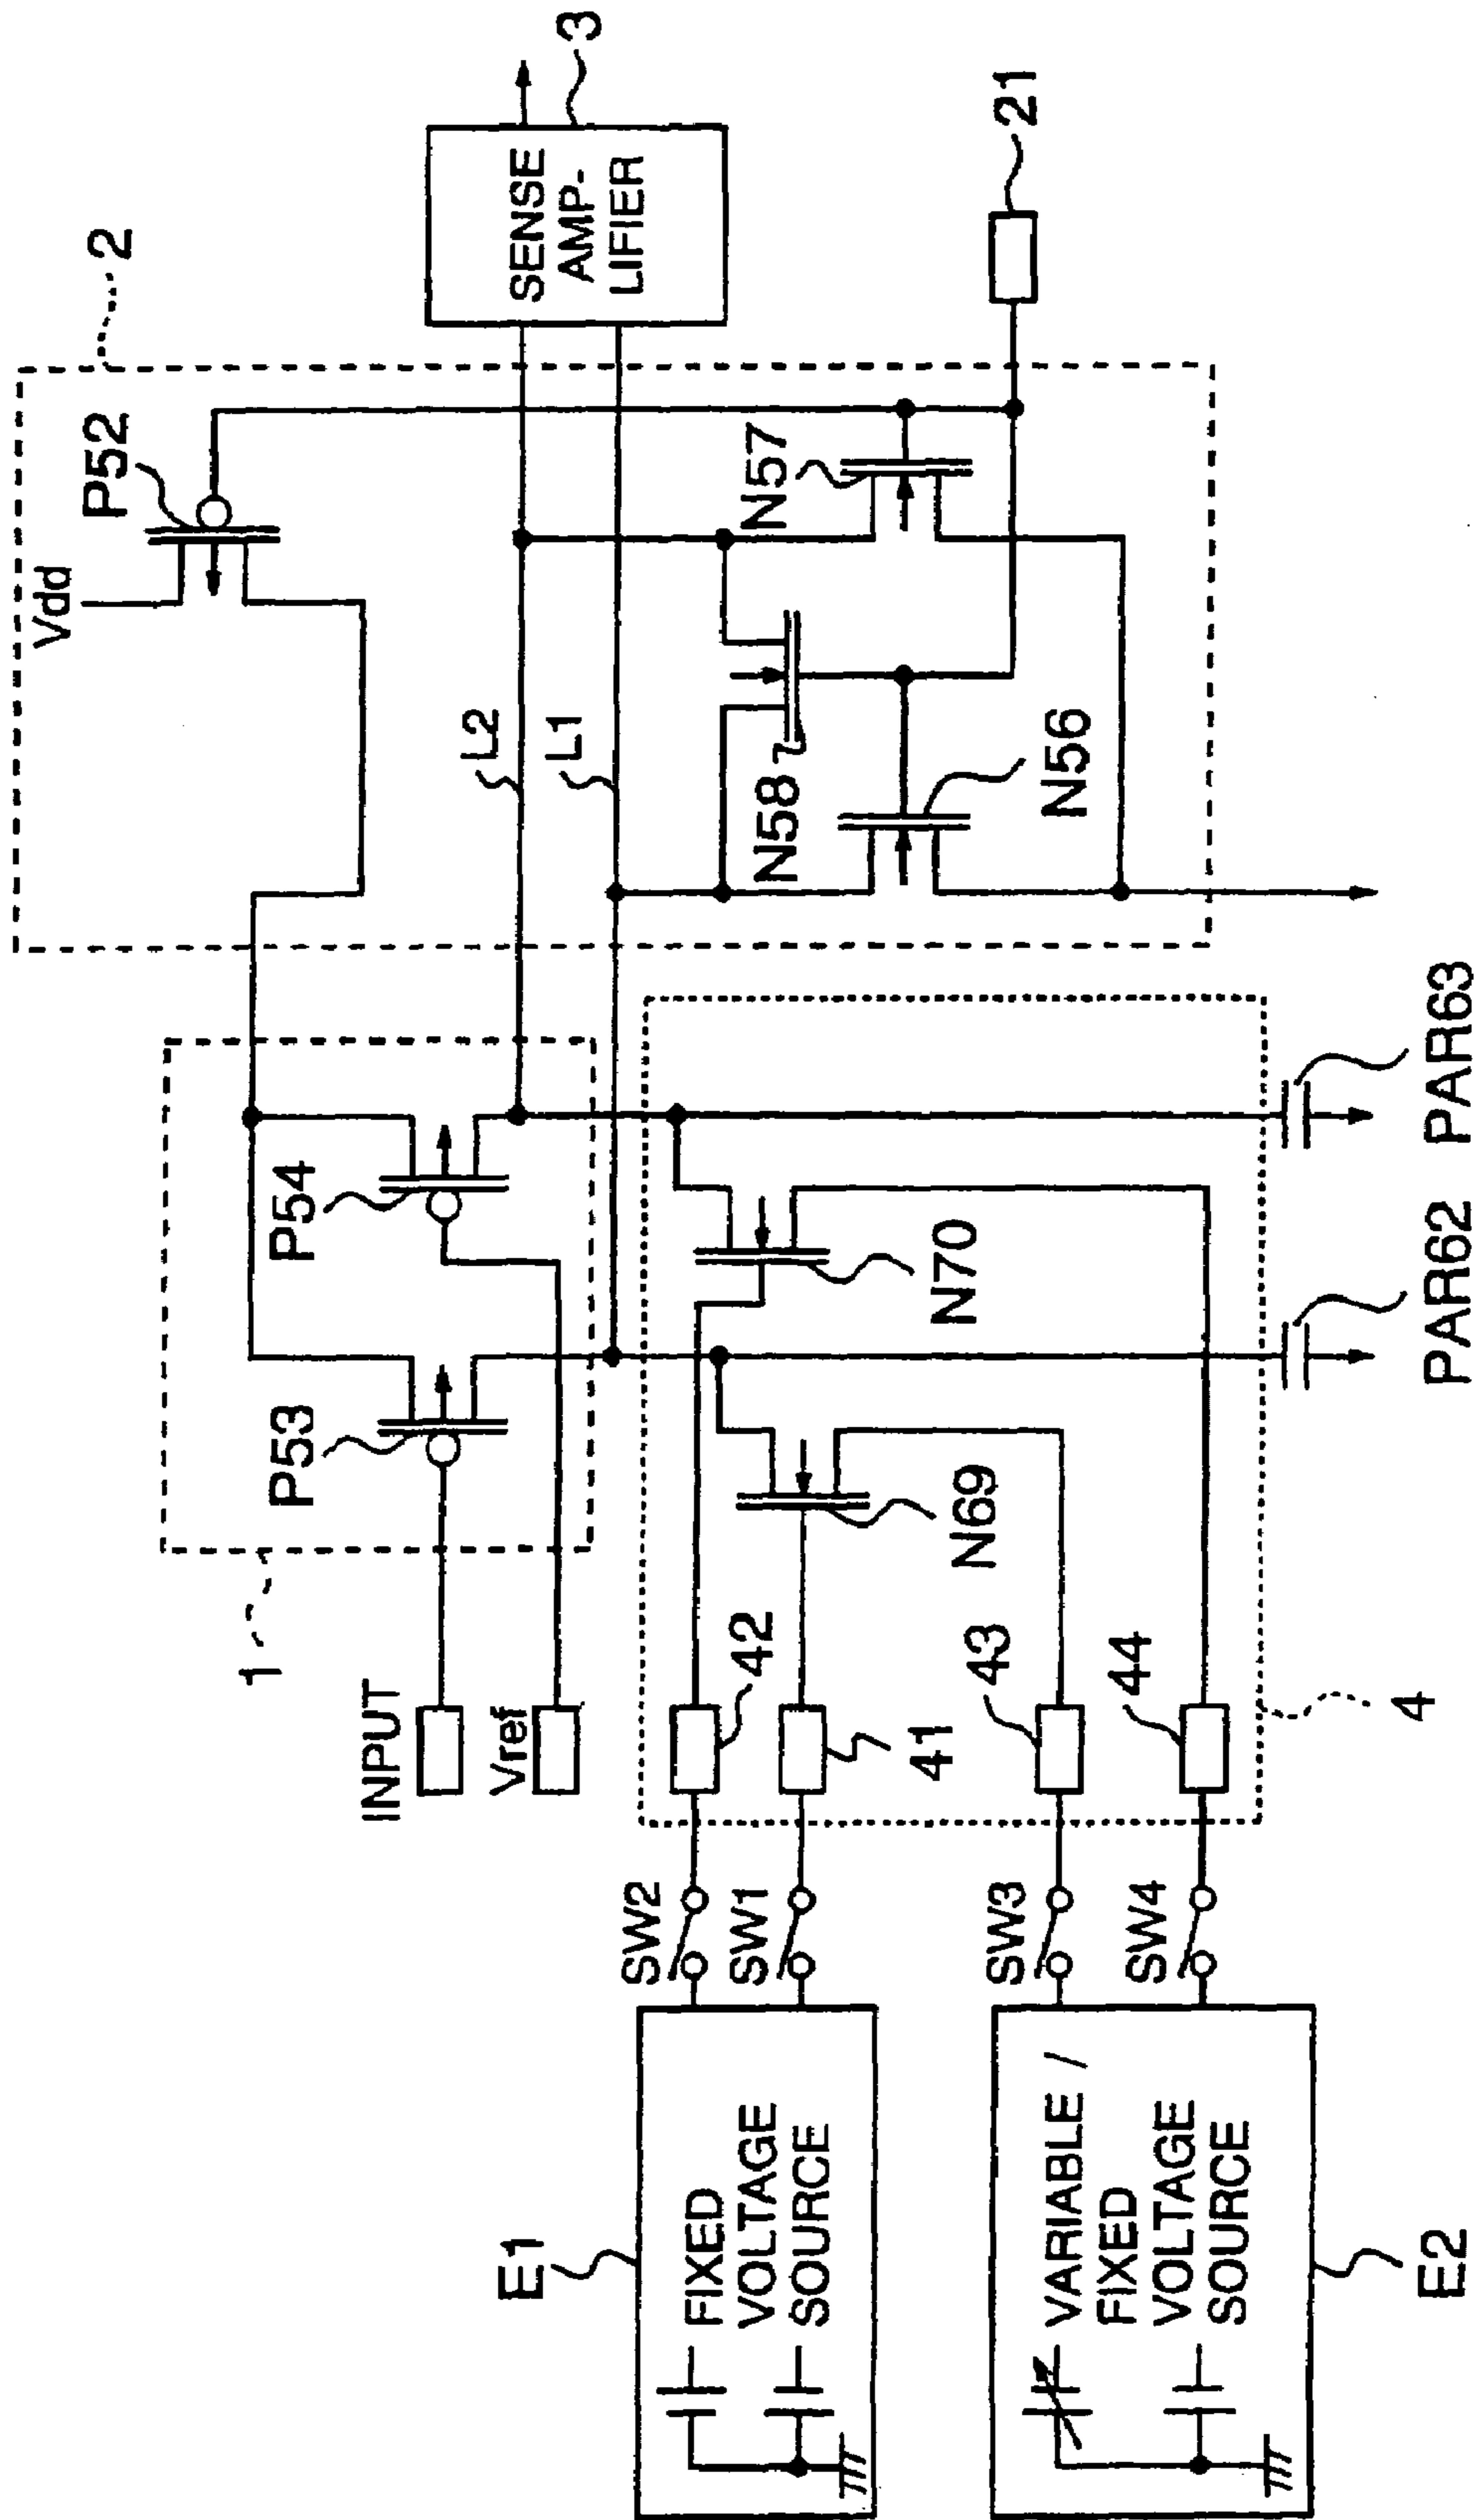 E1
FIXED
VOLTAGE
SOURCE
E2
VARIABLE /
FIXED
VOLTAGE
SOURCE
SW2
SW1
SW3
SW4
INPUT
Vref
42
41
43
44
4
1
P53
P54
N69
N70
PAR62
PAR63
Vdd
P52
2
L2
L1
N58
N56
N57
SENSE
AMP-
LIFIER
3
21